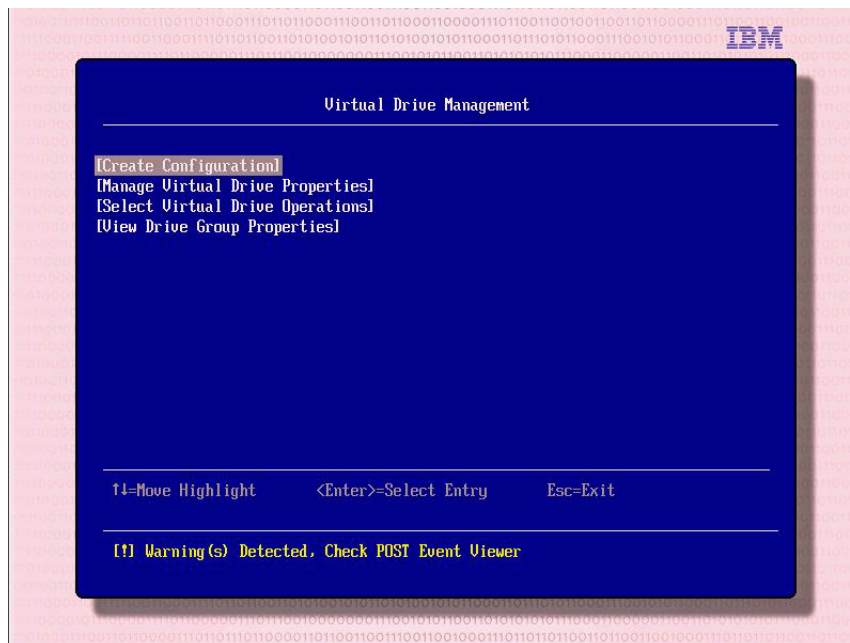 IBM
Virtual Drive Management
[Create Configuration]
[Manage Virtual Drive Properties]
[Select Virtual Drive Operations]
[View Drive Group Properties]
↑↓=Move Highlight <Enter>=Select Entry Esc=Exit
[!] Warning(s) Detected, Check POST Event Viewer